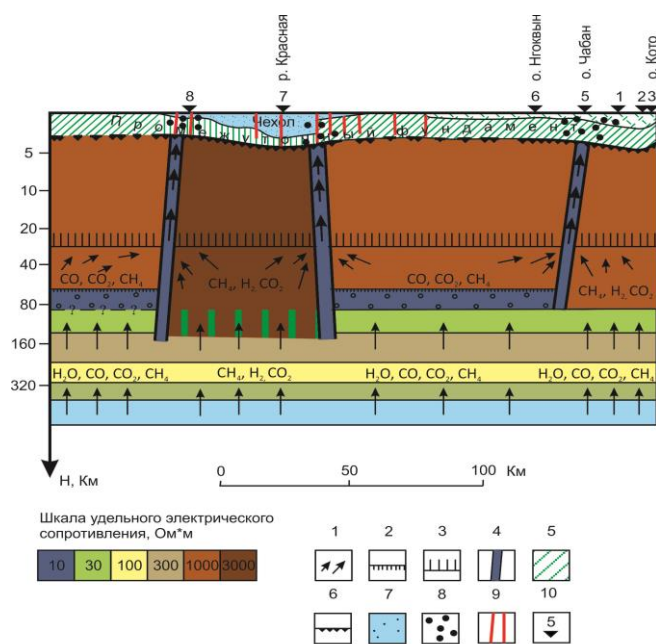 р. Красная
о. Нгоквын
о. Чабан
о. Кото
8 7 6 5 1 2 3
Чехол
П р о м е ж у т о ч н ы й ф у н д а м е н
5
10
20
40
80
160
320
CO, CO₂, CH₄
CH₄, H₂ CO₂
CO, CO₂, CH₄
CH₄, H₂, CO₂
? ? ?
H₂O, CO, CO₂, CH₄
CH₄, H₂, CO₂
H₂O, CO, CO₂, CH₄
H₂O, CO, CO₂, CH₄
Н, Км
0 50 100 Км
Шкала удельного электрического
сопротивления, Ом*м
10 30 100 300 1000 3000
1 2 3 4 5
6 7 8 9 10
5